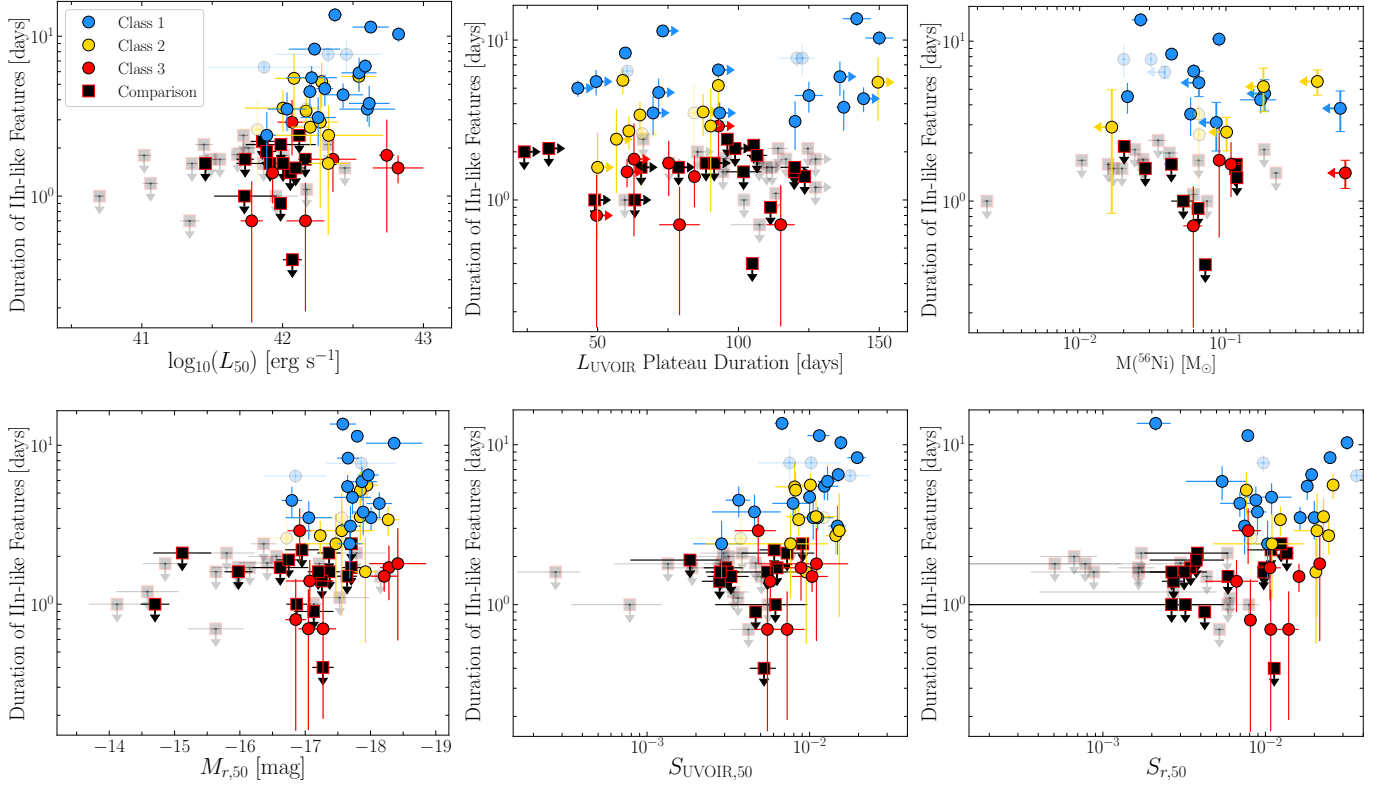 Duration of IIn-like Features [days]
10¹
10⁰
Class 1
Class 2
Class 3
Comparison
41
42
43
log₁₀(L₅₀) [erg s⁻¹]
Duration of IIn-like Features [days]
10¹
10⁰
50
100
150
L_UVOIR Plateau Duration [days]
Duration of IIn-like Features [days]
10¹
10⁰
10⁻²
10⁻¹
M(⁵⁶Ni) [M☉]
Duration of IIn-like Features [days]
10¹
10⁰
−14
−15
−16
−17
−18
−19
M_r,50 [mag]
Duration of IIn-like Features [days]
10¹
10⁰
10⁻³
10⁻²
S_UVOIR,50
Duration of IIn-like Features [days]
10¹
10⁰
10⁻³
10⁻²
S_r,50